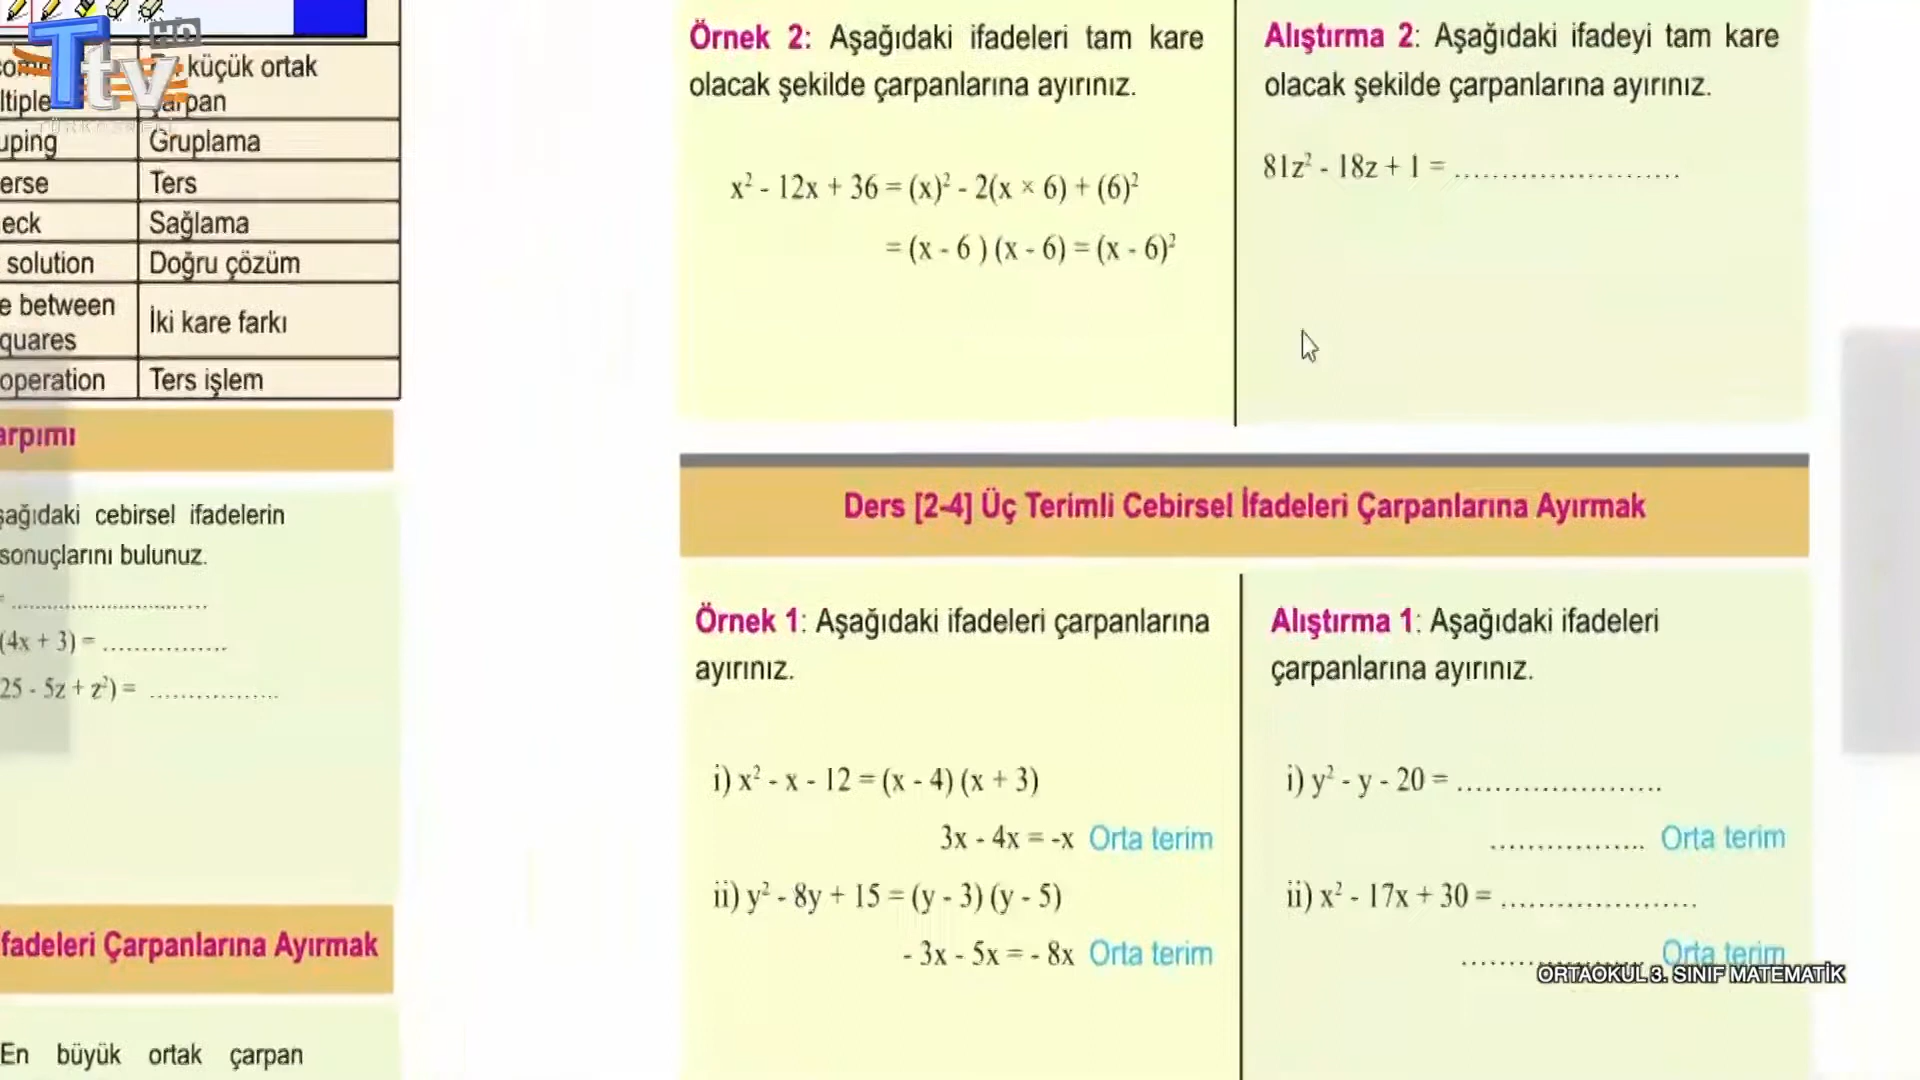 Ttv HD
küçük ortak
ltiple
çarpan
uping
Gruplama
erse
Ters
eck
Sağlama
solution
Doğru çözüm
e between
quares
İki kare farkı
operation
Ters işlem
arpımı
şağıdaki cebirsel ifadelerin
sonuçlarını bulunuz.
= ................................
(4x + 3) = ................
25 - 5z + z²) = ................
fadeleri Çarpanlarına Ayırmak
En büyük ortak çarpan
Örnek 2: Aşağıdaki ifadeleri tam kare
olacak şekilde çarpanlarına ayırınız.
x² - 12x + 36 = (x)² - 2(x × 6) + (6)²
= (x - 6 ) (x - 6) = (x - 6)²
Alıştırma 2: Aşağıdaki ifadeyi tam kare
olacak şekilde çarpanlarına ayırınız.
81z² - 18z + 1 = ........................
Ders [2-4] Üç Terimli Cebirsel İfadeleri Çarpanlarına Ayırmak
Örnek 1: Aşağıdaki ifadeleri çarpanlarına
ayırınız.
i) x² - x - 12 = (x - 4) (x + 3)
3x - 4x = -x Orta terim
ii) y² - 8y + 15 = (y - 3) (y - 5)
- 3x - 5x = - 8x Orta terim
Alıştırma 1: Aşağıdaki ifadeleri
çarpanlarına ayırınız.
i) y² - y - 20 = ......................
................. Orta terim
ii) x² - 17x + 30 = .....................
.................... Orta terim
ORTAOKUL 3. SINIF MATEMATİK